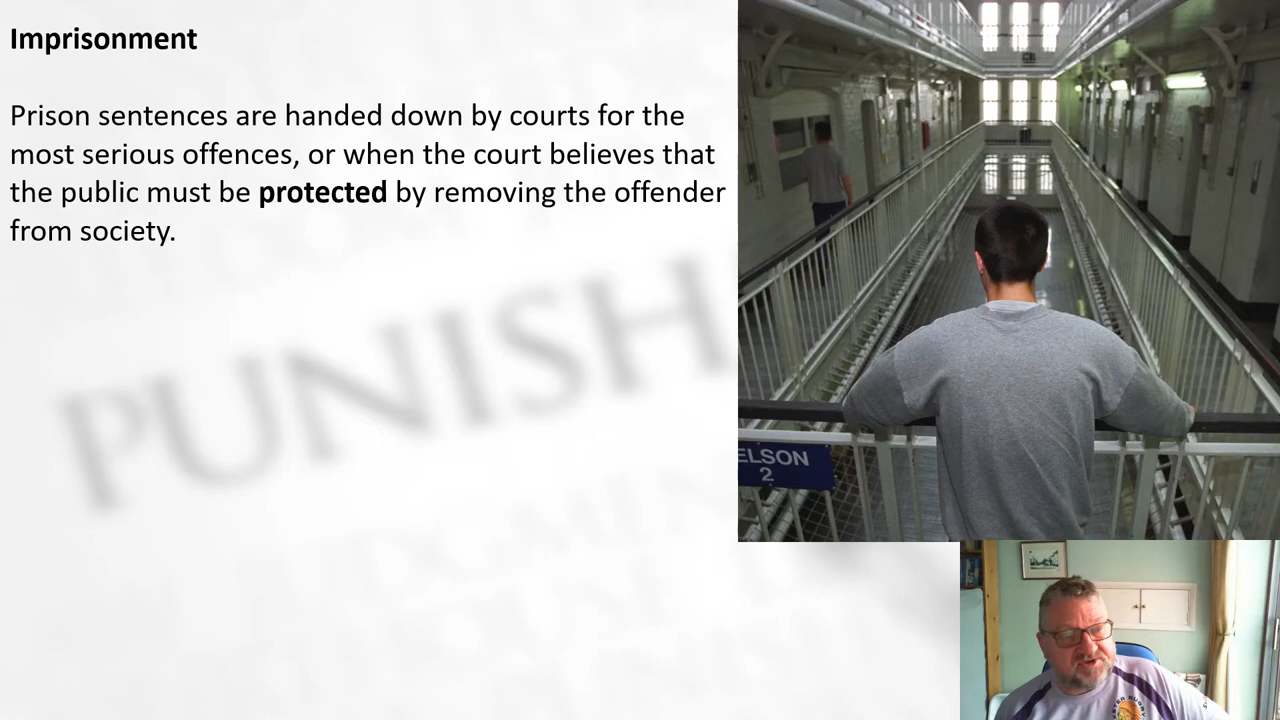 Imprisonment
Prison sentences are handed down by courts for the
most serious offences, or when the court believes that
the public must be protected by removing the offender
from society.
PUNISH
ELSON
2